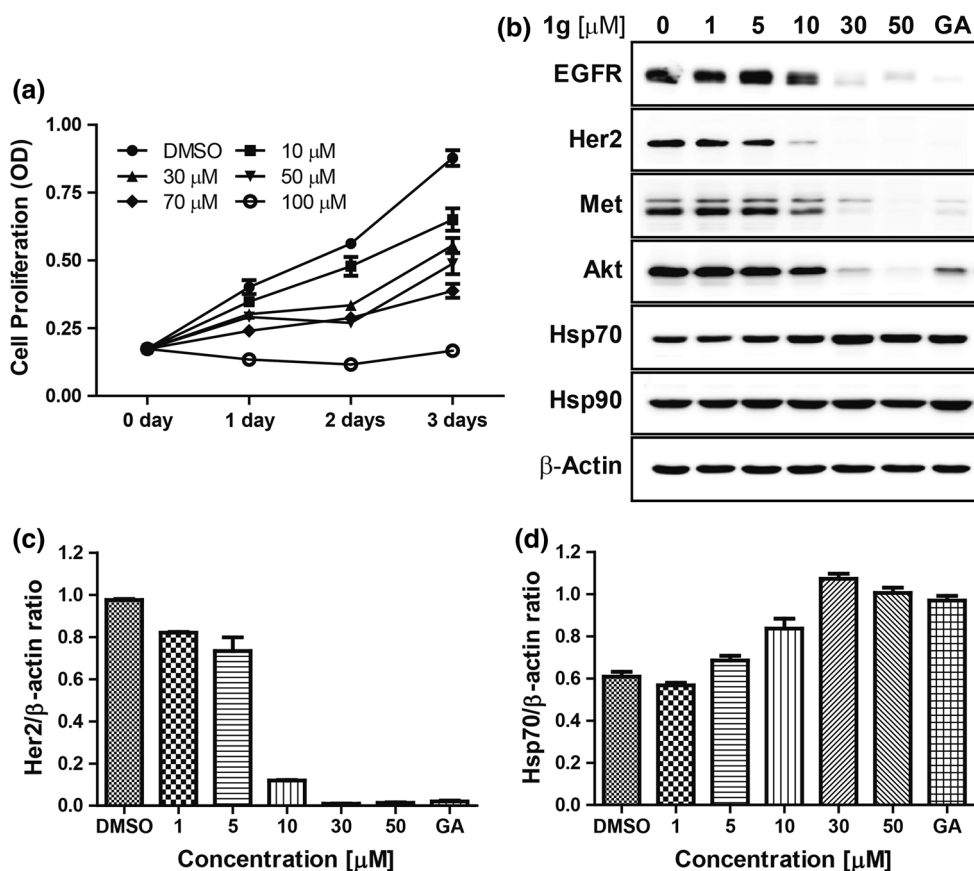 (a)
Cell Proliferation (OD)
1.00
0.75
0.50
0.25
0.00
DMSO
10 μM
30 μM
50 μM
70 μM
100 μM
0 day
1 day
2 days
3 days
(b)
1g [μM] 0 1 5 10 30 50 GA
EGFR
Her2
Met
Akt
Hsp70
Hsp90
β-Actin
(c)
Her2/β-actin ratio
1.2
1.0
0.8
0.6
0.4
0.2
0.0
DMSO 1 5 10 30 50 GA
Concentration [μM]
(d)
Hsp70/β-actin ratio
1.2
1.0
0.8
0.6
0.4
0.2
0.0
DMSO 1 5 10 30 50 GA
Concentration [μM]